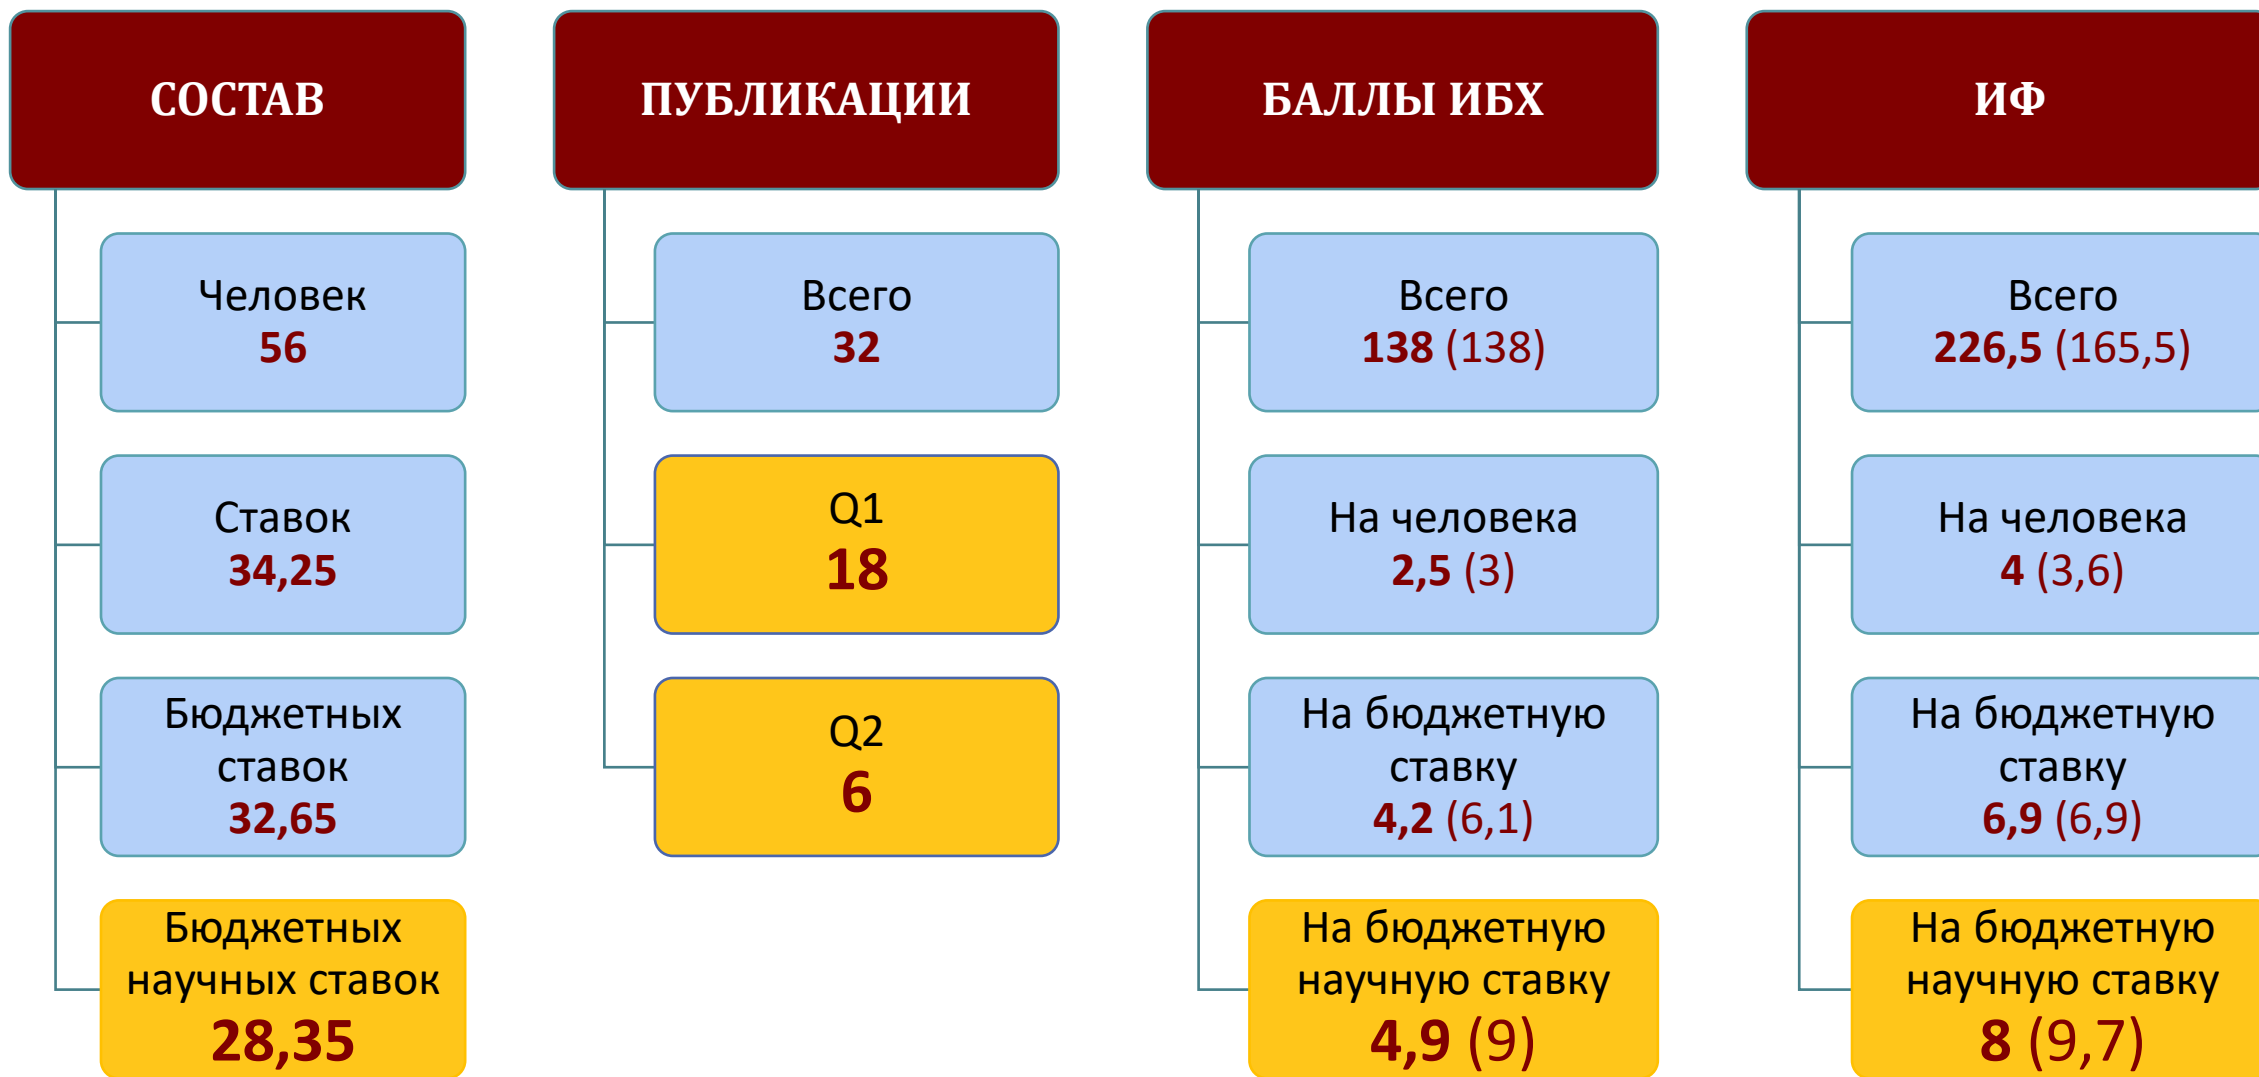 СОСТАВ
Человек
56
Ставок
34,25
Бюджетных
ставок
32,65
Бюджетных
научных ставок
28,35
ПУБЛИКАЦИИ
Всего
32
Q1
18
Q2
6
БАЛЛЫ ИБХ
Всего
138 (138)
На человека
2,5 (3)
На бюджетную
ставку
4,2 (6,1)
На бюджетную
научную ставку
4,9 (9)
ИФ
Всего
226,5 (165,5)
На человека
4 (3,6)
На бюджетную
ставку
6,9 (6,9)
На бюджетную
научную ставку
8 (9,7)